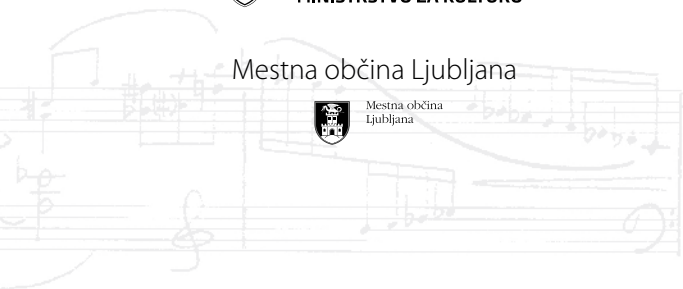 MINISTRSTVO ZA KULTURO
Mestna občina Ljubljana
Mestna občina
Ljubljana